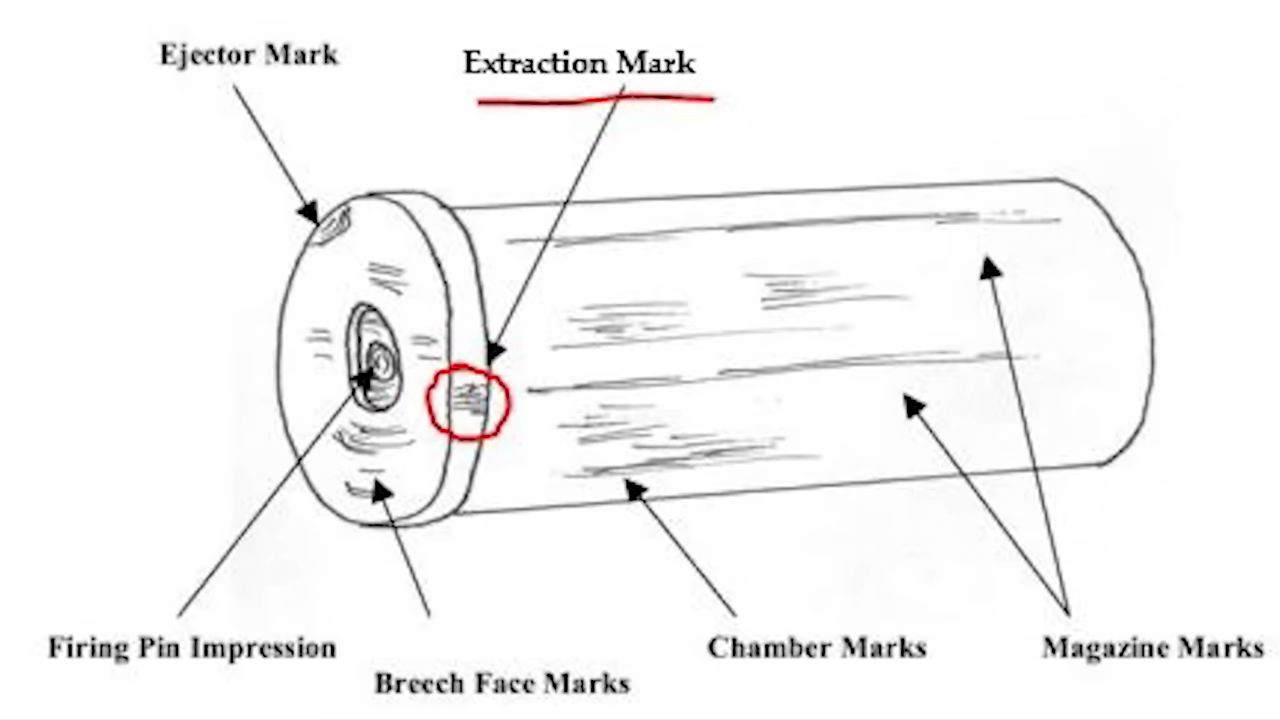 Ejector Mark
Extraction Mark
Firing Pin Impression
Breech Face Marks
Chamber Marks
Magazine Marks